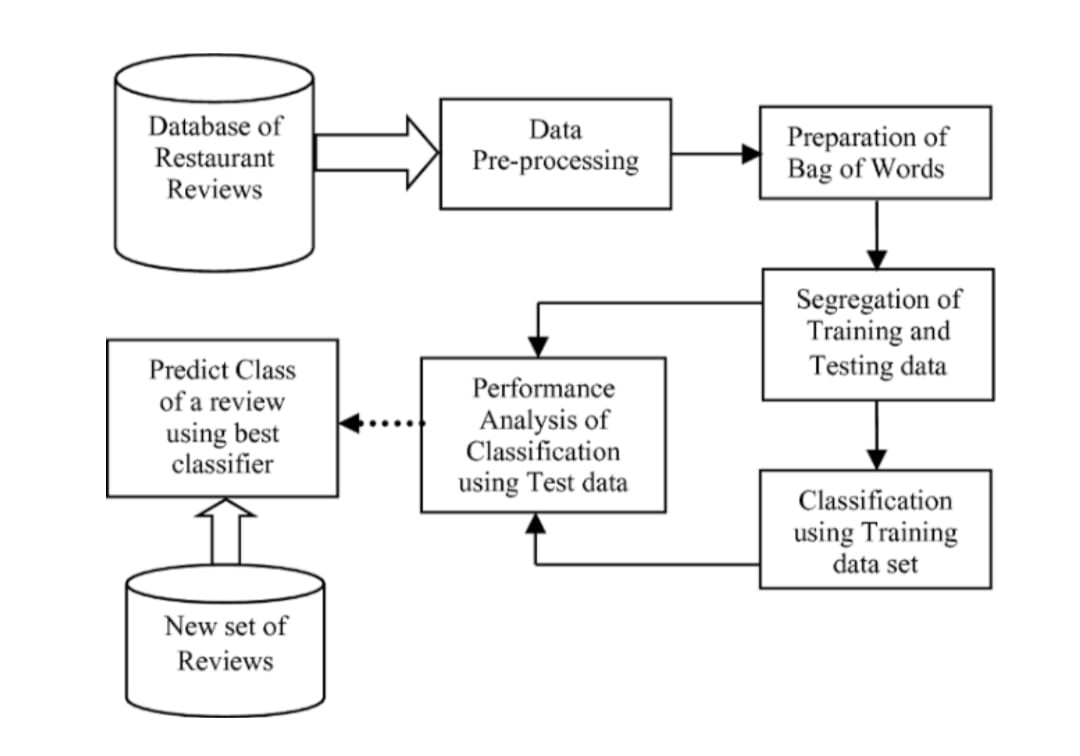 Database of
Restaurant
Reviews
Data
Pre-processing
Preparation of
Bag of Words
Segregation of
Training and
Testing data
Classification
using Training
data set
Performance
Analysis of
Classification
using Test data
Predict Class
of a review
using best
classifier
New set of
Reviews